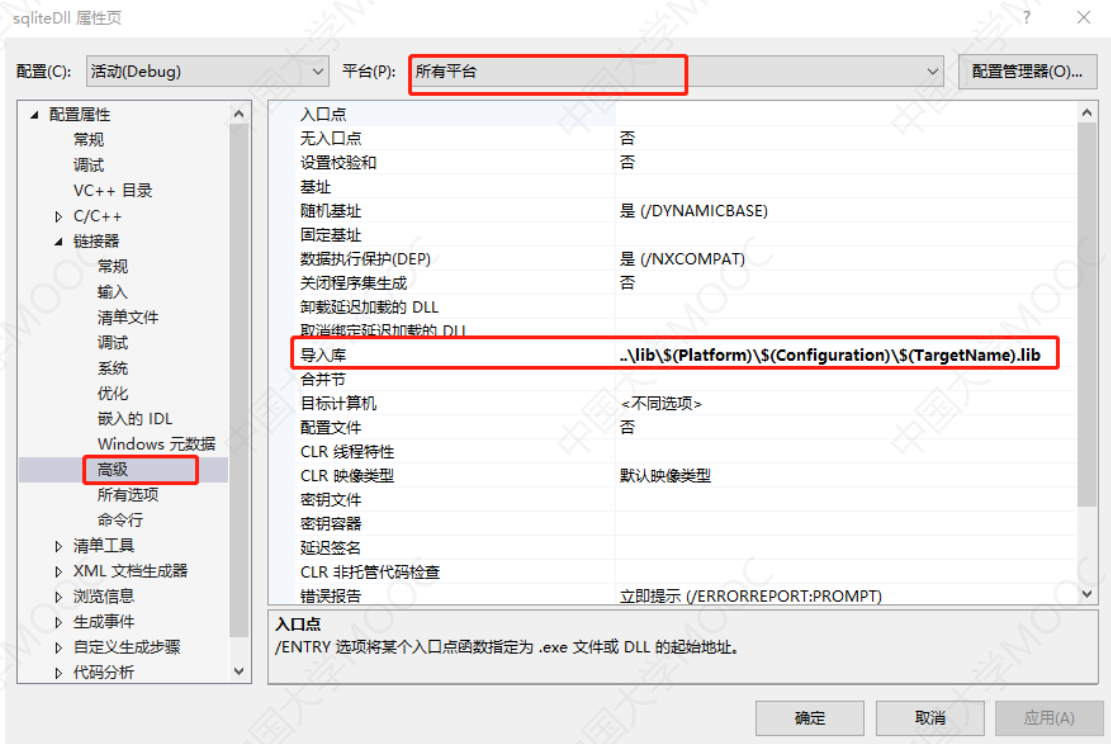 sqliteDll 属性页
配置(C): 活动(Debug) 平台(P): 所有平台 配置管理器(O)...
配置属性
常规
调试
VC++ 目录
C/C++
链接器
常规
输入
清单文件
调试
系统
优化
嵌入的 IDL
Windows 元数据
高级
所有选项
命令行
清单工具
XML 文档生成器
浏览信息
生成事件
自定义生成步骤
代码分析
入口点
无入口点 否
设置校验和 否
基址
随机基址 是 (/DYNAMICBASE)
固定基址
数据执行保护(DEP) 是 (/NXCOMPAT)
关闭程序集生成 否
卸载延迟加载的 DLL
取消绑定延迟加载的 DLL
导入库 ..\lib\$(Platform)\$(Configuration)\$(TargetName).lib
合并节
目标计算机 <不同选项>
配置文件 否
CLR 线程特性
CLR 映像类型 默认映像类型
密钥文件
密钥容器
延迟签名
CLR 非托管代码检查
错误报告 立即提示 (/ERRORREPORT:PROMPT)
入口点
/ENTRY 选项将某个入口点函数指定为 .exe 文件或 DLL 的起始地址。
确定 取消 应用(A)
中国大学MOOC